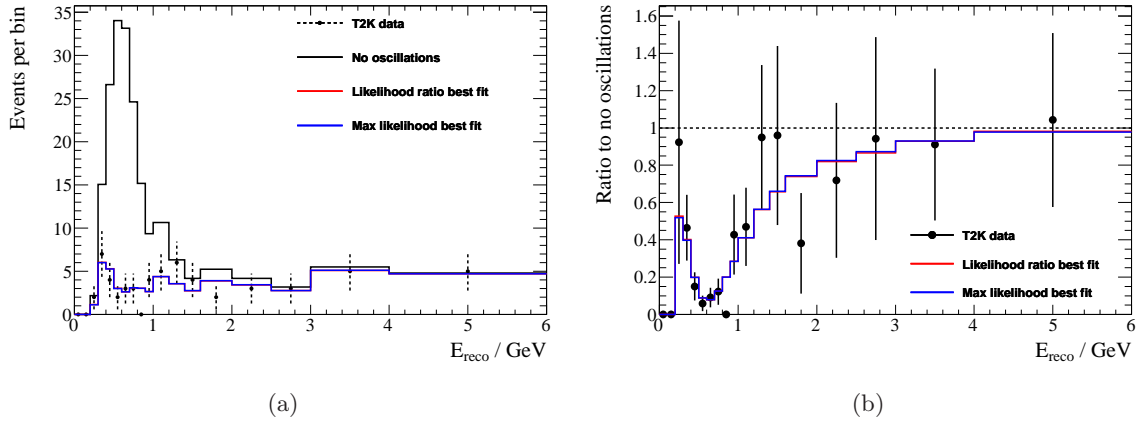 Events per bin
35
30
25
20
15
10
5
0
T2K data
No oscillations
Likelihood ratio best fit
Max likelihood best fit
0 1 2 3 4 5 6
E_reco / GeV
(a)
Ratio to no oscillations
1.6
1.4
1.2
1
0.8
0.6
0.4
0.2
0
T2K data
Likelihood ratio best fit
Max likelihood best fit
0 1 2 3 4 5 6
E_reco / GeV
(b)